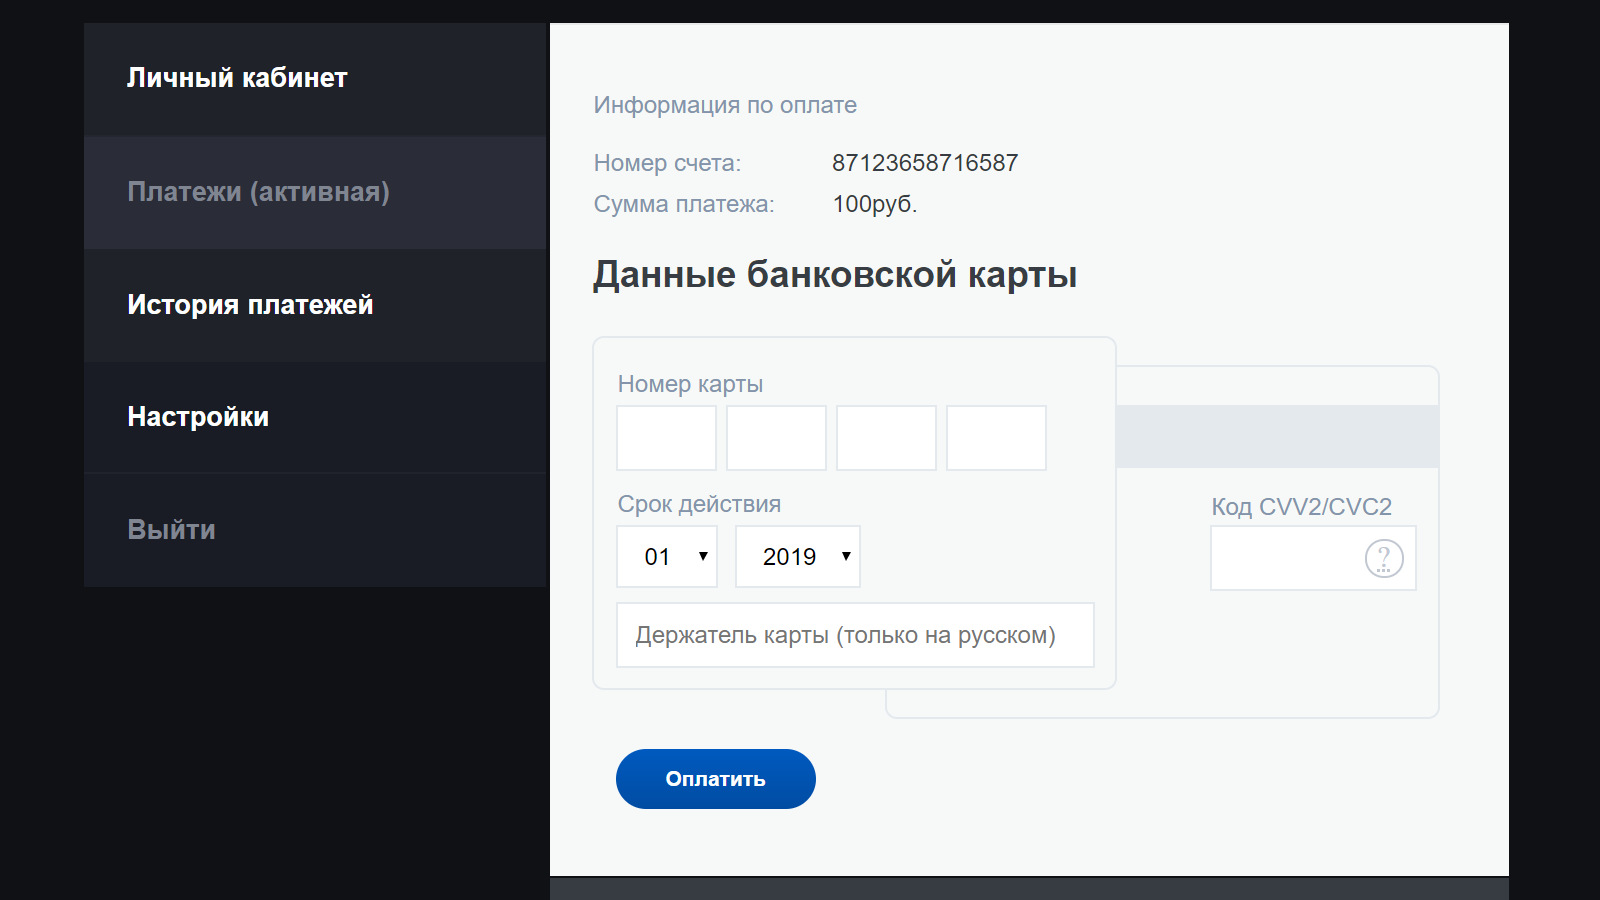 Личный кабинет
Платежи (активная)
История платежей
Настройки
Выйти
Информация по оплате
Номер счета: 87123658716587
Сумма платежа: 100руб.
Данные банковской карты
Номер карты
Срок действия
01 2019
Держатель карты (только на русском)
Код CVV2/CVC2
?
Оплатить